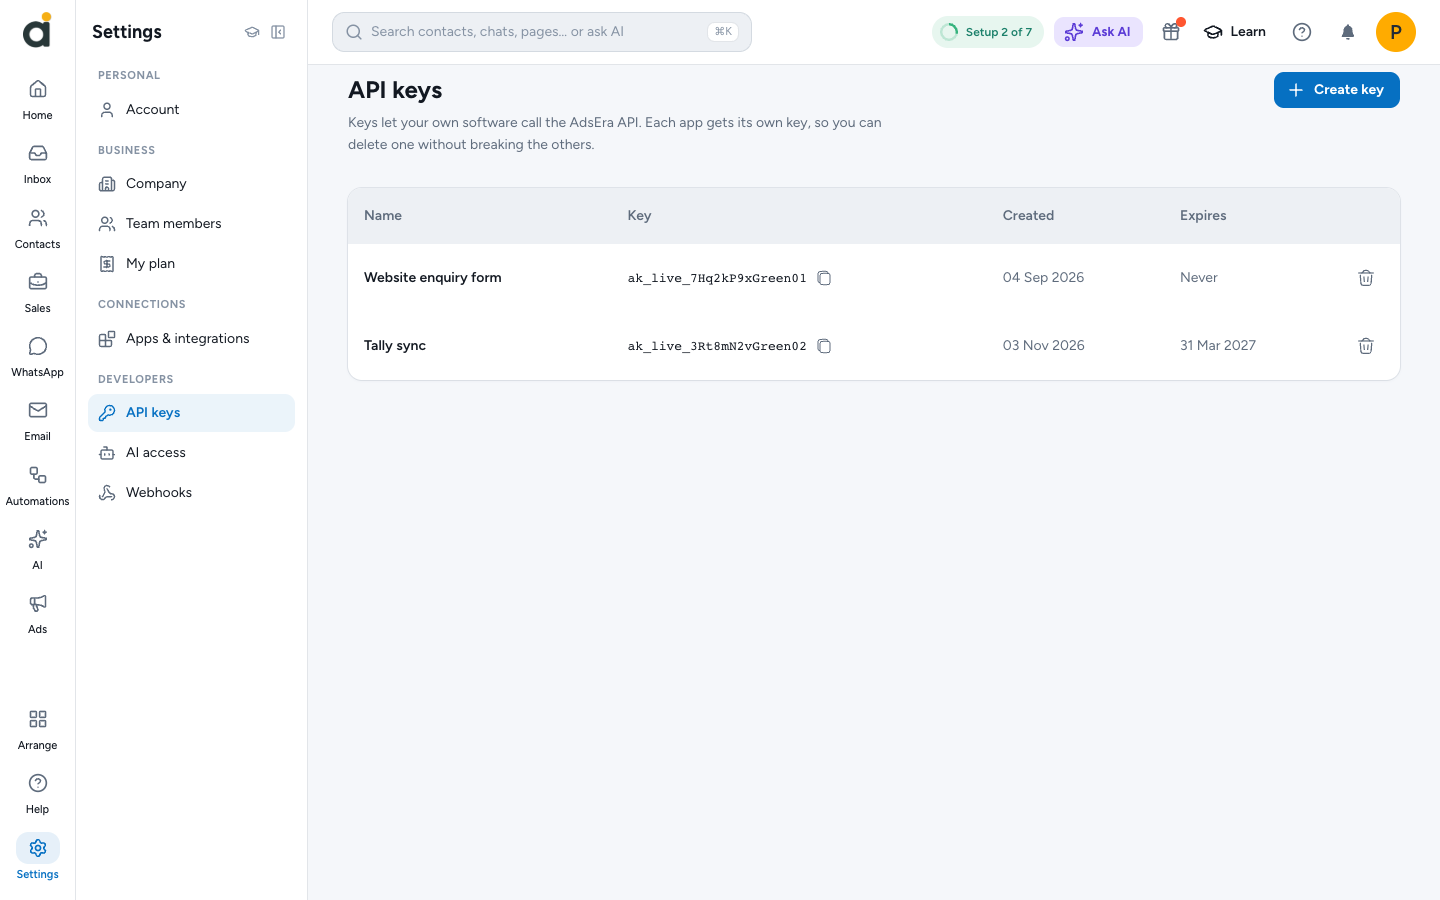 Settings
Search contacts, chats, pages... or ask AI
⌘K
Setup 2 of 7
Ask AI
Learn
P
Home
Inbox
Contacts
Sales
WhatsApp
Email
Automations
AI
Ads
Arrange
Help
Settings
PERSONAL
Account
BUSINESS
Company
Team members
My plan
CONNECTIONS
Apps & integrations
DEVELOPERS
API keys
AI access
Webhooks
API keys
Create key
Keys let your own software call the AdsEra API. Each app gets its own key, so you can
delete one without breaking the others.
Name Key Created Expires
Website enquiry form ak_live_7Hq2kP9xGreen01 04 Sep 2026 Never
Tally sync ak_live_3Rt8mN2vGreen02 03 Nov 2026 31 Mar 2027